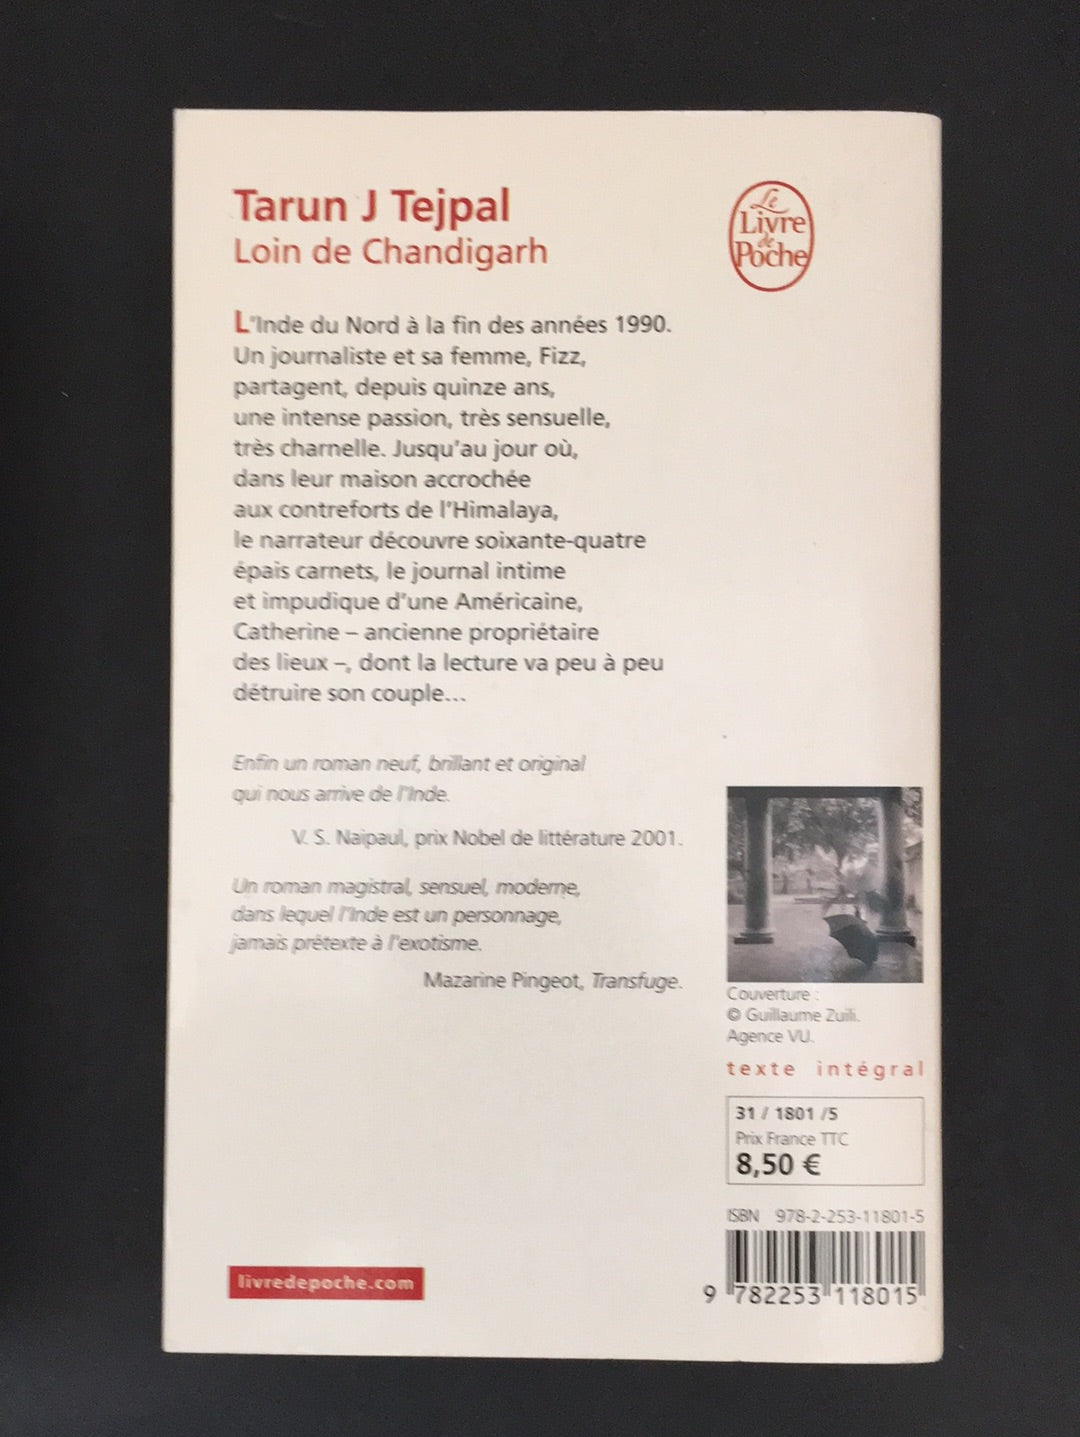 Tarun J Tejpal
Loin de Chandigarh
Le
Livre
de
Poche
L'Inde du Nord à la fin des années 1990.
Un journaliste et sa femme, Fizz,
partagent, depuis quinze ans,
une intense passion, très sensuelle,
très charnelle. Jusqu'au jour où,
dans leur maison accrochée
aux contreforts de l'Himalaya,
le narrateur découvre soixante-quatre
épais carnets, le journal intime
et impudique d'une Américaine,
Catherine – ancienne propriétaire
des lieux –, dont la lecture va peu à peu
détruire son couple...
Enfin un roman neuf, brillant et original
qui nous arrive de l'Inde.
V. S. Naipaul, prix Nobel de littérature 2001.
Un roman magistral, sensuel, moderne,
dans lequel l'Inde est un personnage,
jamais prétexte à l'exotisme.
Mazarine Pingeot, Transfuge.
Couverture :
© Guillaume Zuili.
Agence VU.
texte intégral
31 / 1801 /5
Prix France TTC
8,50 €
ISBN 978-2-253-11801-5
9 782253 118015
livredepoche.com